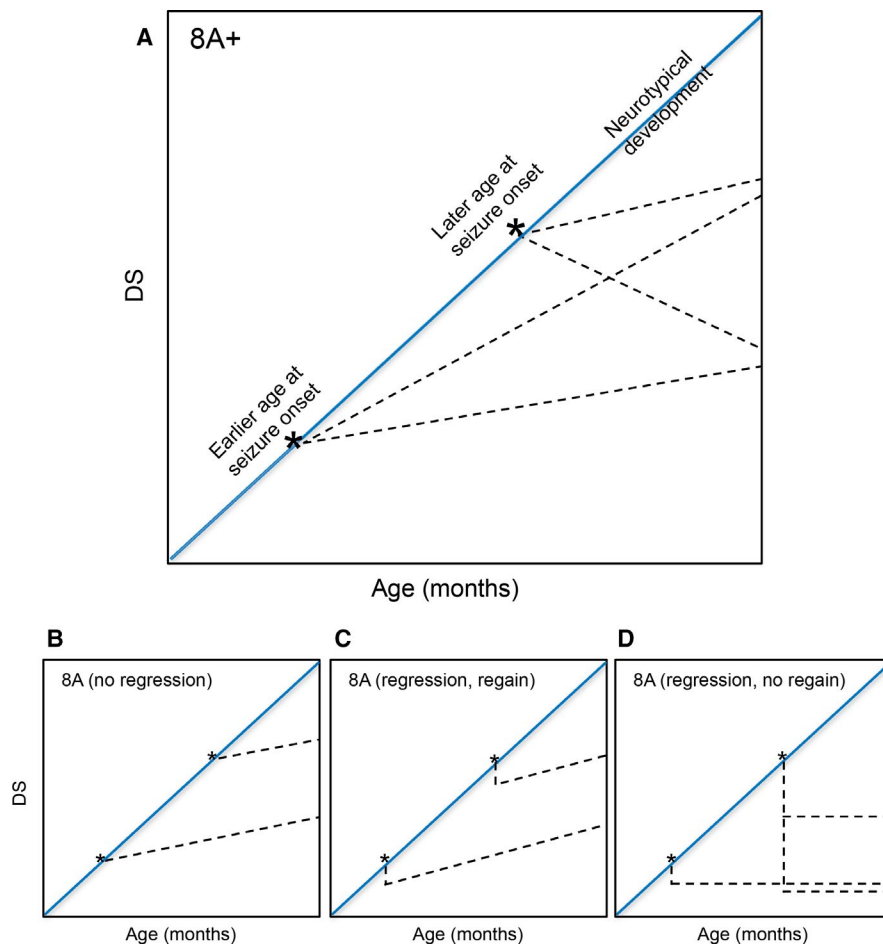 A
8A+
Neurotypical
development
Later age at
seizure onset
*
DS
Earlier age at
seizure onset
*
Age (months)
B
8A (no regression)
*
*
DS
Age (months)
C
8A (regression, regain)
*
*
Age (months)
D
8A (regression, no regain)
*
*
Age (months)